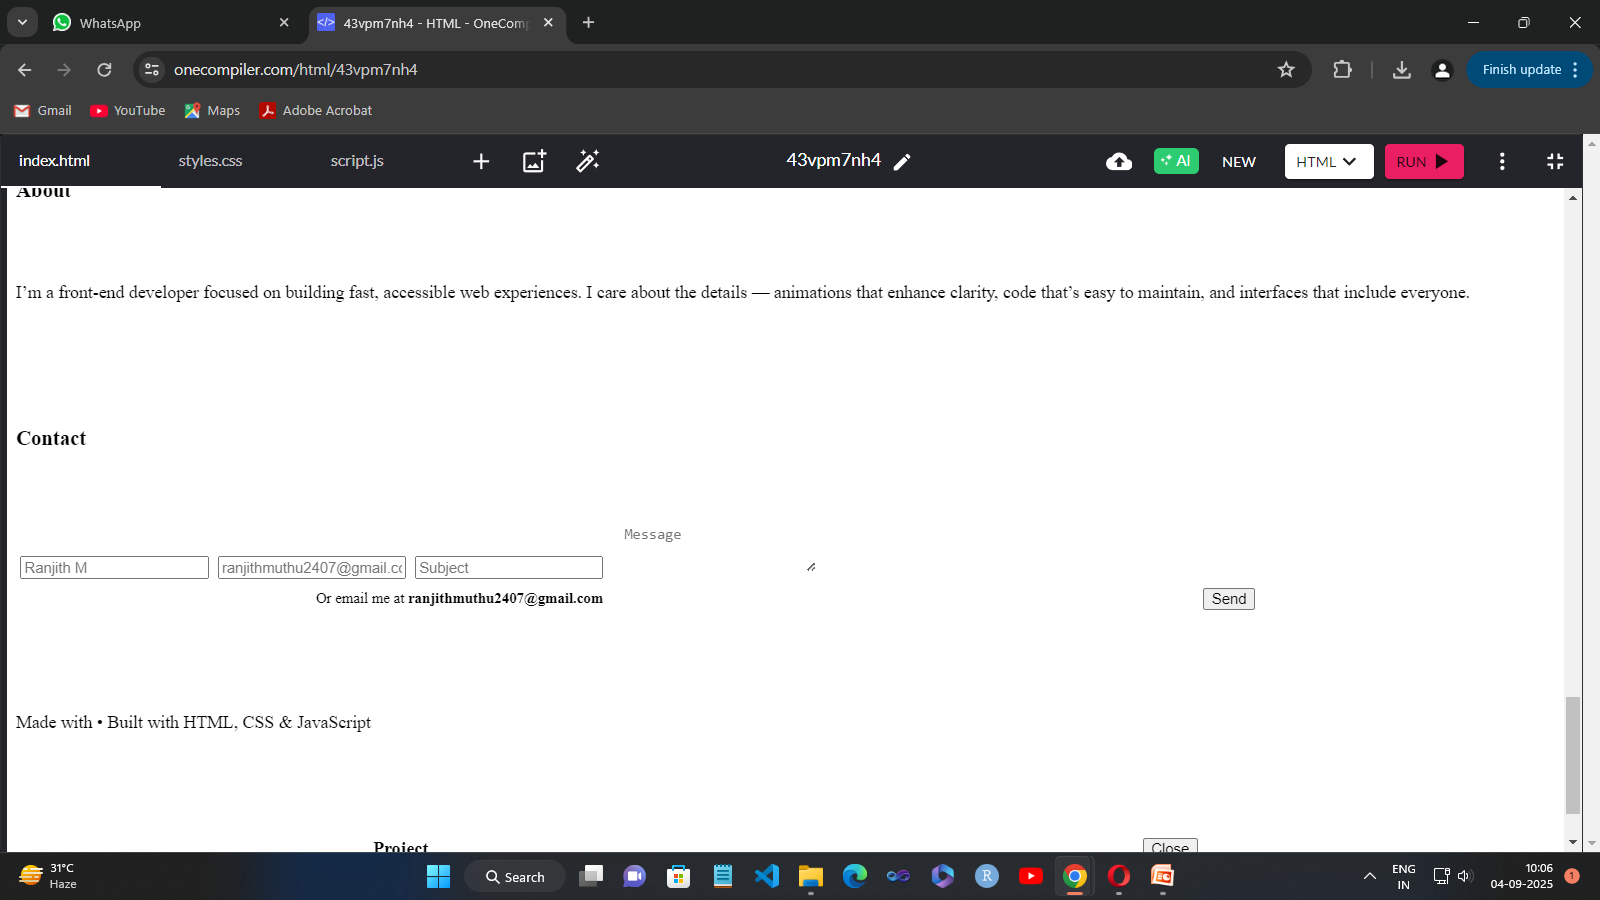 WhatsApp
43vpm7nh4 - HTML - OneComp
onecompiler.com/html/43vpm7nh4
Finish update
Gmail
YouTube
Maps
Adobe Acrobat
index.html
styles.css
script.js
43vpm7nh4
AI
NEW
HTML
RUN
About
I’m a front-end developer focused on building fast, accessible web experiences. I care about the details — animations that enhance clarity, code that’s easy to maintain, and interfaces that include everyone.
Contact
Message
Ranjith M
ranjithmuthu2407@gmail.cc
Subject
Or email me at ranjithmuthu2407@gmail.com
Send
Made with • Built with HTML, CSS & JavaScript
Project
Close
31°C
Haze
Search
R
ENG
IN
10:06
04-09-2025
1